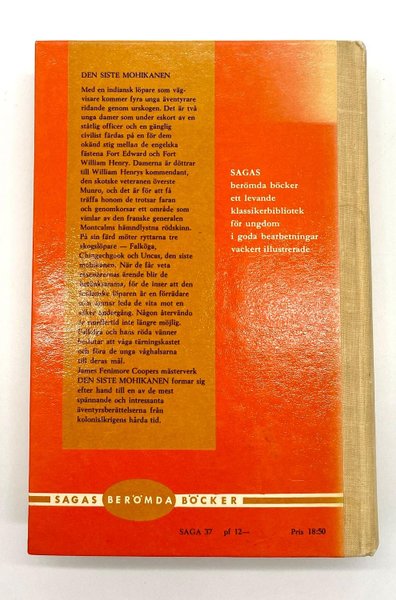 DEN SISTE MOHIKANEN
Med en indiansk löpare som väg-
visare kommer fyra unga äventyrare
ridande genom urskogen. Det är två
unga damer som under eskort av en
ståtlig officer och en gänglig
civilist färdas på en för dem
okänd stig mellan de engelska
fästena Fort Edward och Fort
William Henry. Damerna är döttrar
till William Henrys kommendant,
den skotske veteranen överste
Munro, och det är för att få
träffa honom de trotsar faran
och genomkorsar ett område som
vimlar av den franske generalen
Montcalms hämndlystna rödskinn.
På sin färd möter ryttarna tre
skogslöpare — Falköga,
Chingachgook och Uncas, den siste
mohikanen. När de får veta
resenärernas ärende blir de
betänksamma, för de inser att den
indianske löparen är en förrädare
som ämnar leda de vita mot en
säker undergång. Någon återvändo
är emellertid inte längre möjlig.
Falköga och hans röda vänner
beslutar att våga tärningskastet
och föra de unga våghalsarna
till deras mål.
James Fenimore Coopers mästerverk
DEN SISTE MOHIKANEN formar sig
efter hand till en av de mest
spännande och intressanta
äventyrsberättelserna från
kolonisåkrigens hårda tid.
SAGAS
berömda böcker
ett levande
klassikerbibliotek
för ungdom
i goda bearbetningar
vackert illustrerade
SAGAS BERÖMDA BÖCKER
SAGA 37 pf 12— Pris 18:50